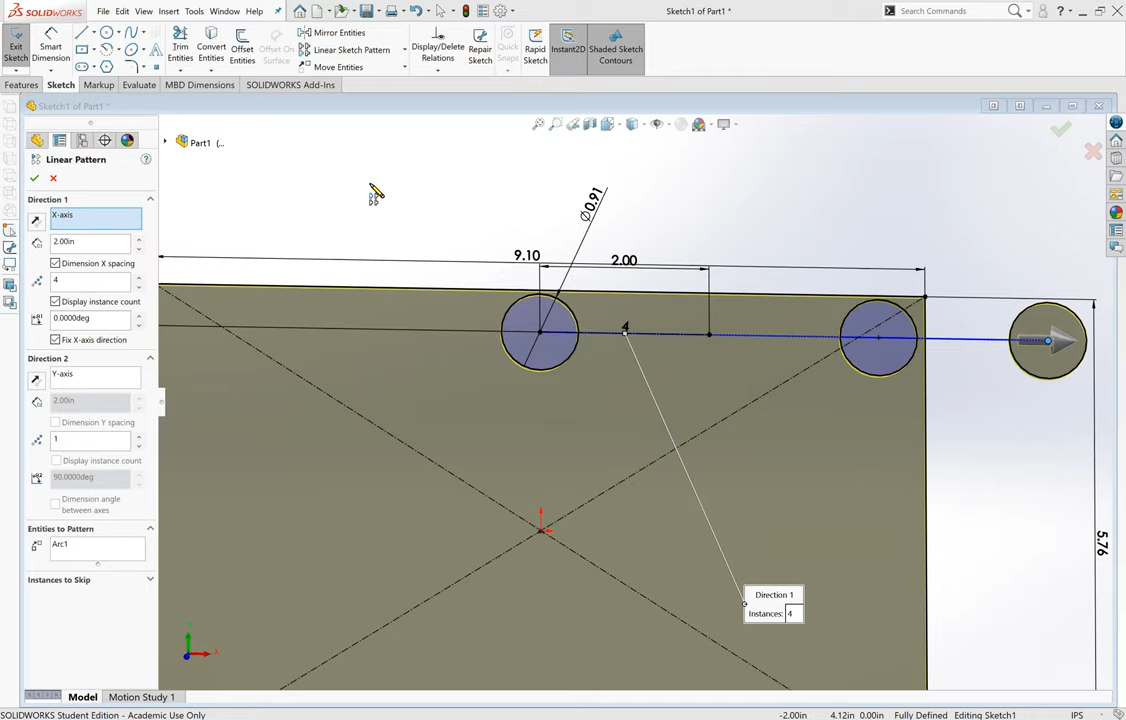 SOLIDWORKS File Edit View Insert Tools Window Sketch1 of Part1 * Search Commands
Exit Sketch
Smart Dimension
Trim Entities
Convert Entities
Offset Entities
Offset On Surface
Mirror Entities
Linear Sketch Pattern
Move Entities
Display/Delete Relations
Repair Sketch
Quick Snaps
Rapid Sketch
Instant2D
Shaded Sketch Contours
Features Sketch Markup Evaluate MBD Dimensions SOLIDWORKS Add-Ins
Sketch1 of Part1 *
Part1 (...
Linear Pattern
Direction 1
X-axis
2.00in
Dimension X spacing
4
Display instance count
0.0000deg
Fix X-axis direction
Direction 2
Y-axis
2.00in
Dimension Y spacing
1
Display instance count
90.0000deg
Dimension angle
between axes
Entities to Pattern
Arc1
Instances to Skip
Ø0.91
9.10
2.00
4
5.76
Direction 1
Instances: 4
X
Model Motion Study 1
SOLIDWORKS Student Edition - Academic Use Only -2.00in 4.12in 0.00in Fully Defined Editing Sketch1 IPS